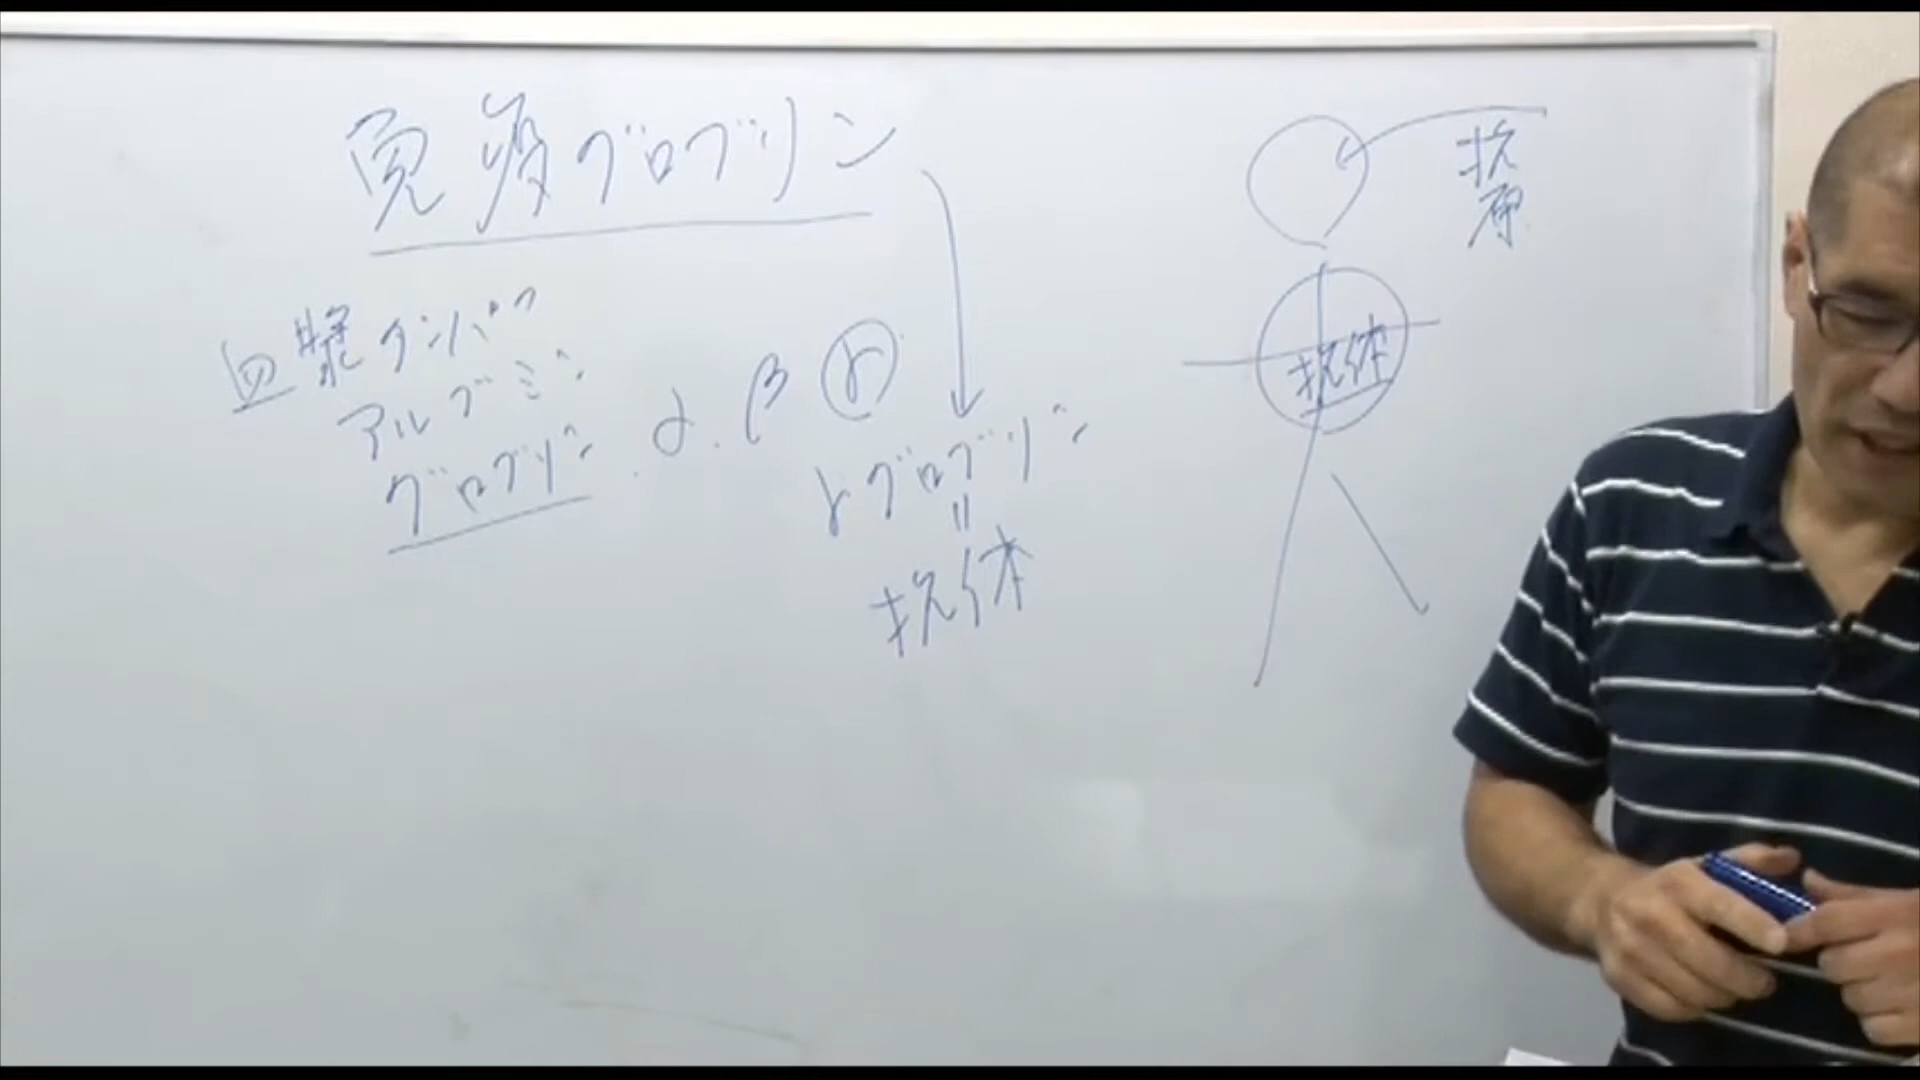 免疫グロブリン
血漿タンパク
アルブミン
グロブリン . α . β γ
γグロブリン
||
抗体
抗原
抗体